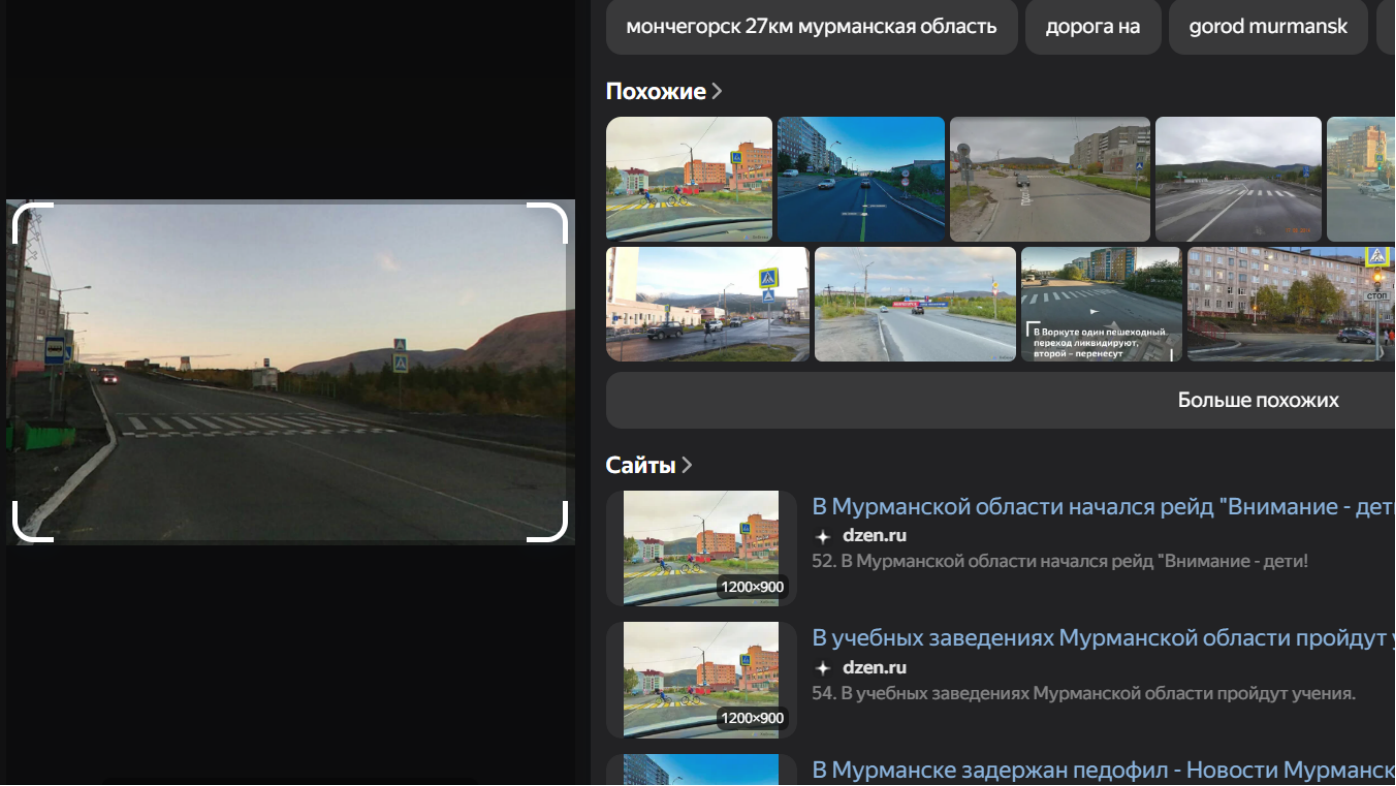 мончегорск 27км мурманская область
дорога на
gorod murmansk
Похожие
СТОП
В Воркуте один пешеходный
переход ликвидируют,
второй – перенесут
Больше похожих
Сайты
1200×900
В Мурманской области начался рейд "Внимание - дет
dzen.ru
52. В Мурманской области начался рейд "Внимание - дети!
1200×900
В учебных заведениях Мурманской области пройдут
dzen.ru
54. В учебных заведениях Мурманской области пройдут учения.
В Мурманске задержан педофил - Новости Мурманск